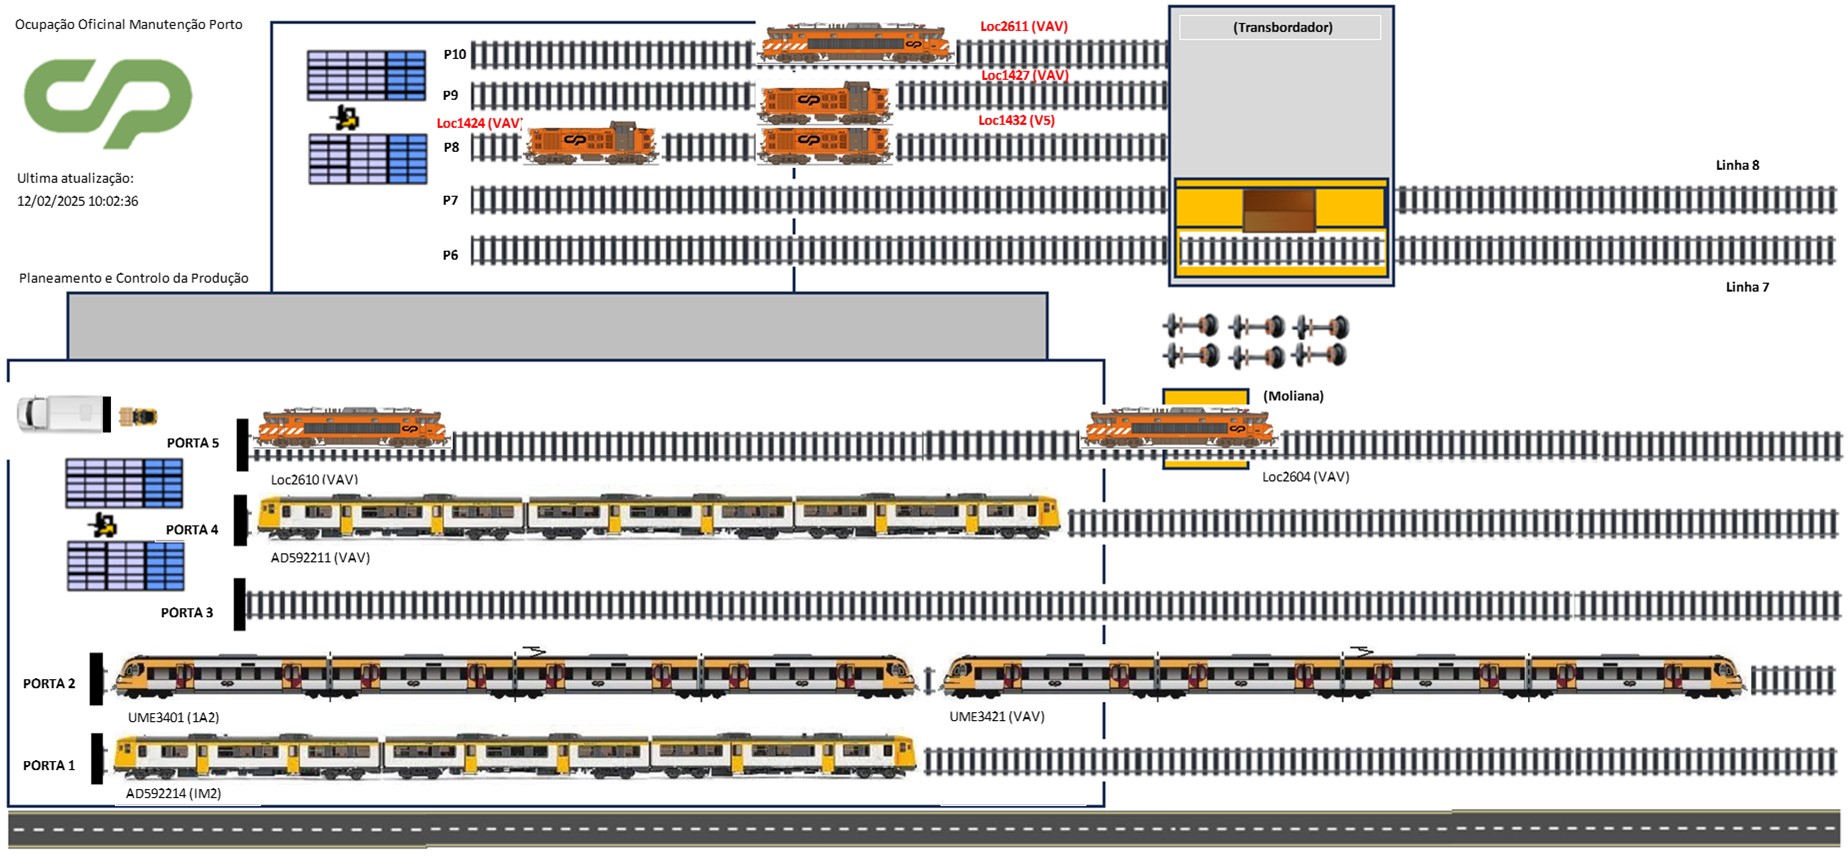 Ocupação Oficinal Manutenção Porto
CP
Ultima atualização:
12/02/2025 10:02:36
Planeamento e Controlo da Produção
P10
Loc2611 (VAV)
P9
Loc1427 (VAV)
Loc1424 (VAV)
Loc1432 (V5)
P8
P7
P6
(Transbordador)
Linha 8
Linha 7
(Moliana)
PORTA 5
Loc2610 (VAV)
Loc2604 (VAV)
PORTA 4
AD592211 (VAV)
PORTA 3
PORTA 2
UME3401 (1A2)
UME3421 (VAV)
PORTA 1
AD592214 (IM2)